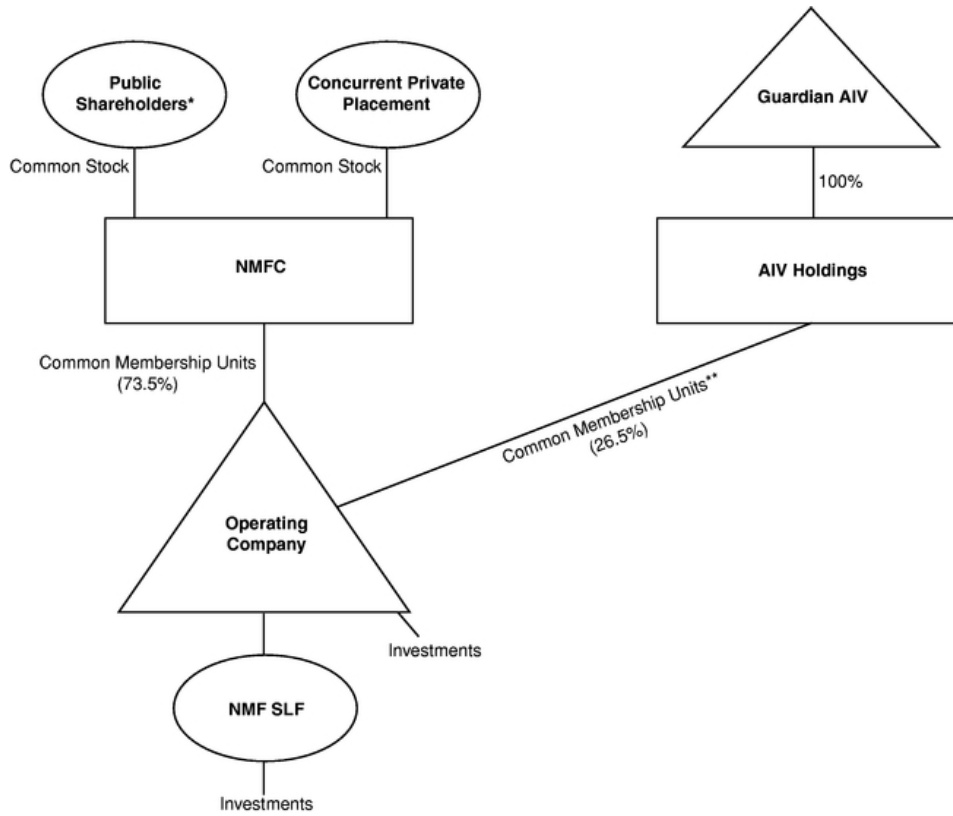 Public
Shareholders*
Concurrent Private
Placement
Guardian AIV
Common Stock
Common Stock
100%
NMFC
AIV Holdings
Common Membership Units
(73.5%)
Common Membership Units**
(26.5%)
Operating
Company
Investments
NMF SLF
Investments